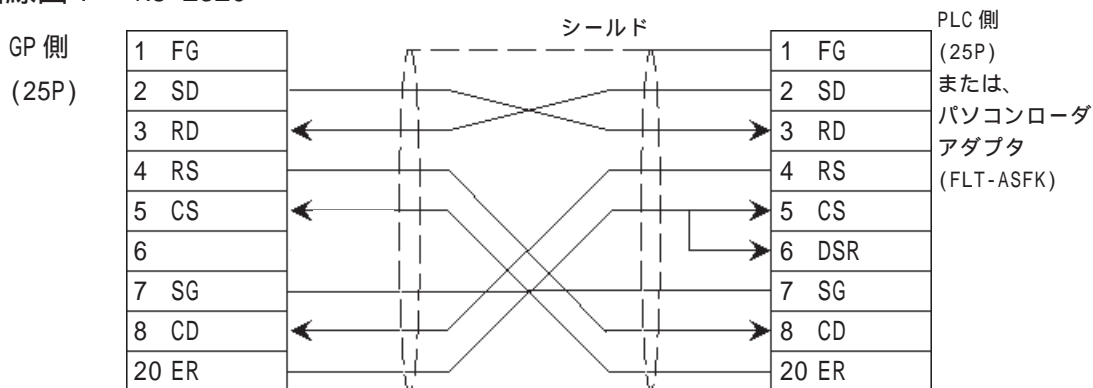 RS-232C
シールド
GP 側
(25P)
1 FG
2 SD
3 RD
4 RS
5 CS
6
7 SG
8 CD
20 ER
1 FG
2 SD
3 RD
4 RS
5 CS
6 DSR
7 SG
8 CD
20 ER
PLC 側
(25P)
または、
パソコンローダ
アダプタ
(FLT-ASFK)